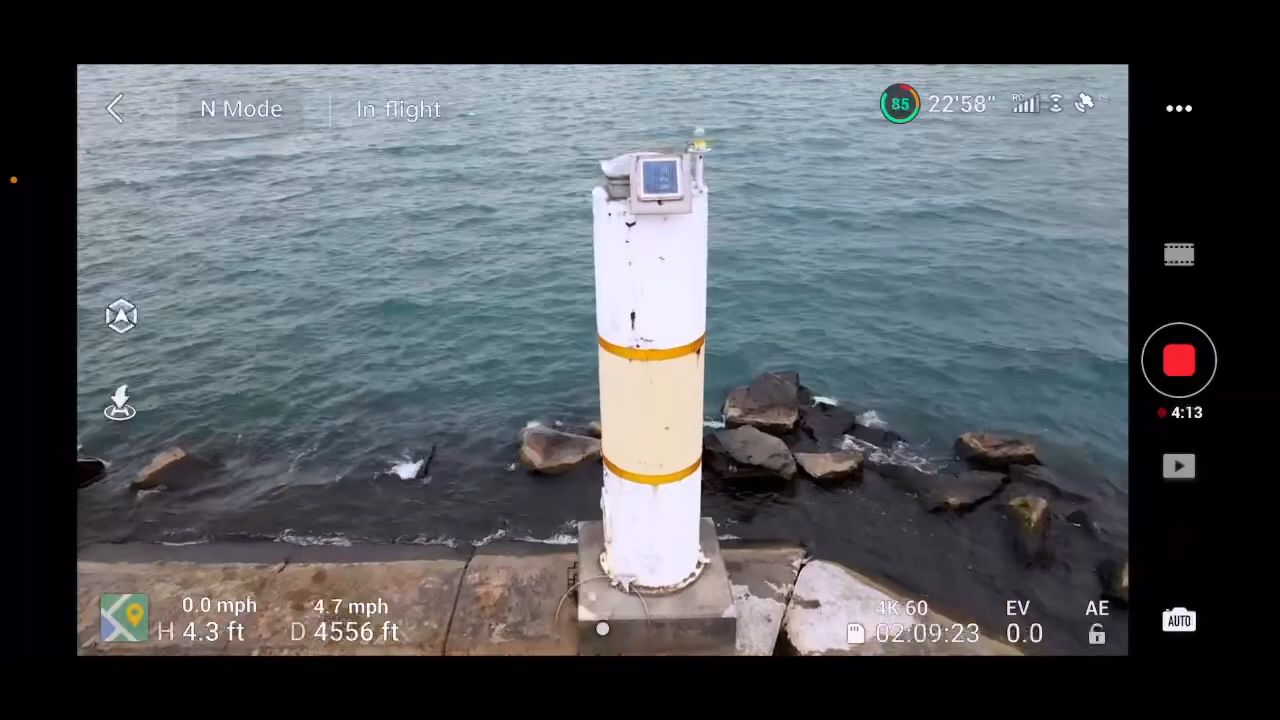 N Mode
In flight
85
22'58"
RC
4:13
0.0 mph
4.7 mph
H 4.3 ft
D 4556 ft
4K 60
02:09:23
EV
0.0
AE
AUTO